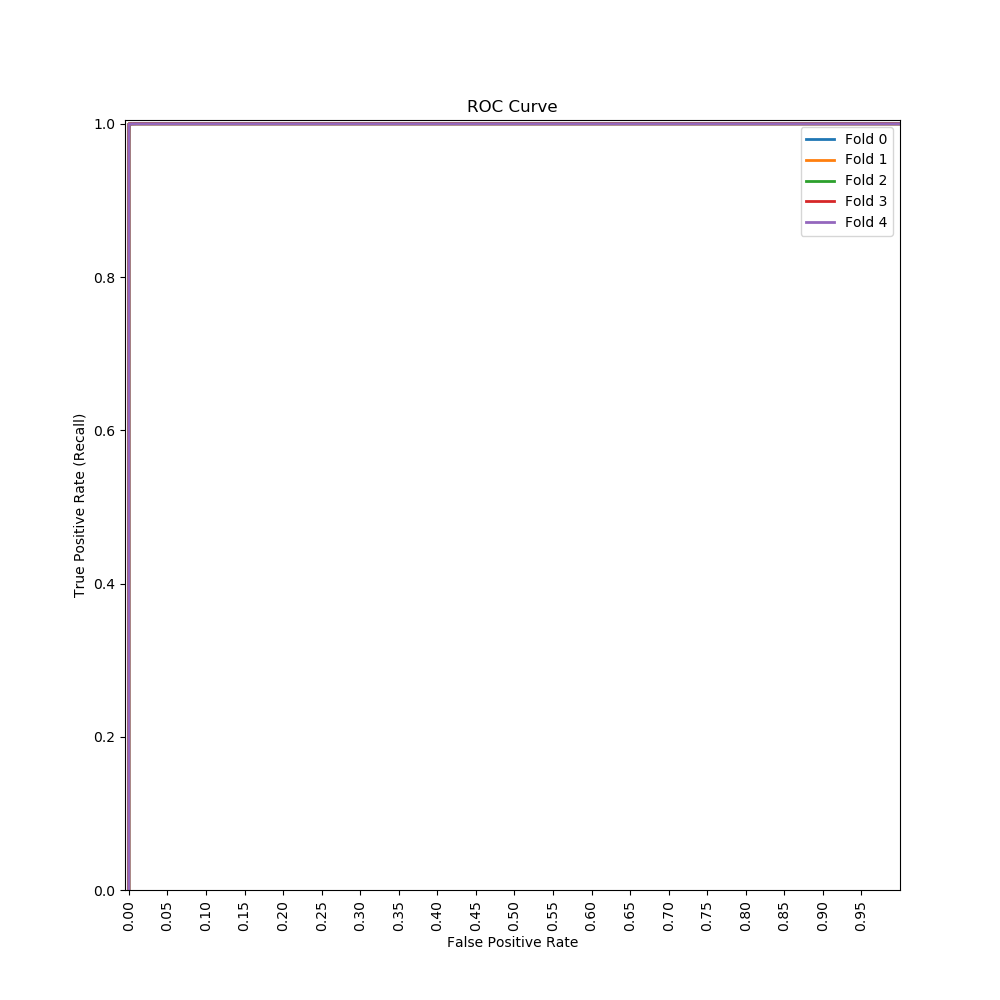 ROC Curve
1.0
0.8
0.6
0.4
0.2
0.0
True Positive Rate (Recall)
Fold 0
Fold 1
Fold 2
Fold 3
Fold 4
0.00 0.05 0.10 0.15 0.20 0.25 0.30 0.35 0.40 0.45 0.50 0.55 0.60 0.65 0.70 0.75 0.80 0.85 0.90 0.95
False Positive Rate